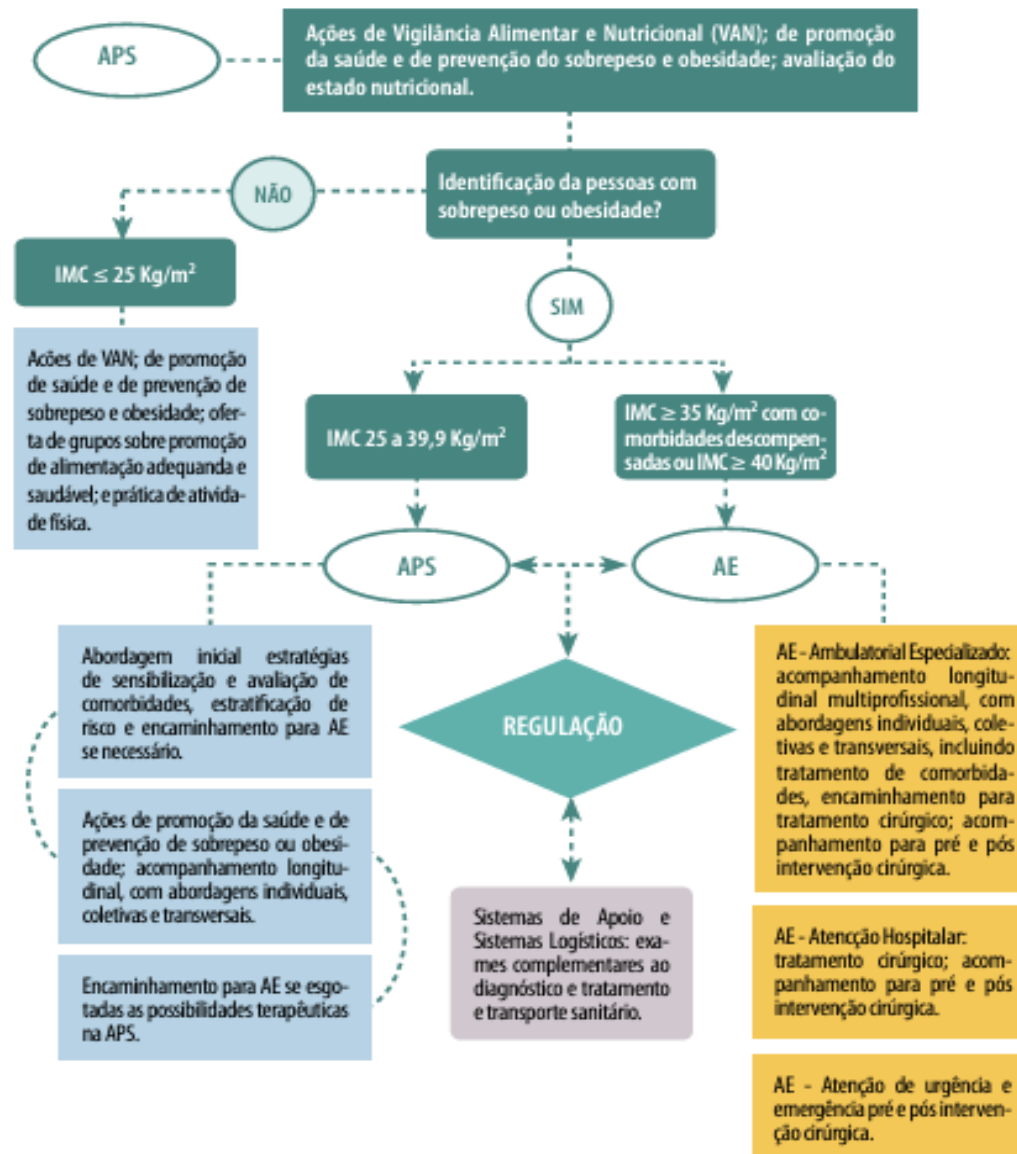 APS
Ações de Vigilância Alimentar e Nutricional (VAN); de promoção
da saúde e de prevenção do sobrepeso e obesidade; avaliação do
estado nutricional.
Identificação da pessoas com
sobrepeso ou obesidade?
NÃO
IMC ≤ 25 Kg/m²
SIM
Acões de VAN; de promoção
de saúde e de prevenção de
sobrepeso e obesidade; ofer-
ta de grupos sobre promoção
de alimentação adequanda e
saudável; e prática de ativida-
de física.
IMC 25 a 39,9 Kg/m²
IMC ≥ 35 Kg/m² com co-
morbidades descompen-
sadas ou IMC ≥ 40 Kg/m²
APS
AE
Abordagem inicial estratégias
de sensibilização e avaliação de
comorbidades, estratificação de
risco e encaminhamento para AE
se necessário.
Ações de promoção da saúde e de
prevenção de sobrepeso ou obe-
sidade; acompanhamento longitu-
dinal, com abordagens individuais,
coletivas e transversais.
Encaminhamento para AE se esgo-
tadas as possibilidades terapêuticas
na APS.
REGULAÇÃO
Sistemas de Apoio e
Sistemas Logísticos: exa-
mes complementares ao
diagnóstico e tratamento
e transporte sanitário.
AE - Ambulatorial Especializado:
acompanhamento longitu-
dinal multiprofissional, com
abordagens individuais, cole-
tivas e transversais, incluindo
tratamento de comorbida-
des, encaminhamento para
tratamento cirúrgico; acom-
panhamento para pré e pós
intervenção cirúrgica.
AE - Atencção Hospitalar:
tratamento cirúrgico; acom-
panhamento para pré e pós
intervenção cirúrgica.
AE - Atenção de urgência e
emergência pré e pós interven-
ção cirúrgica.